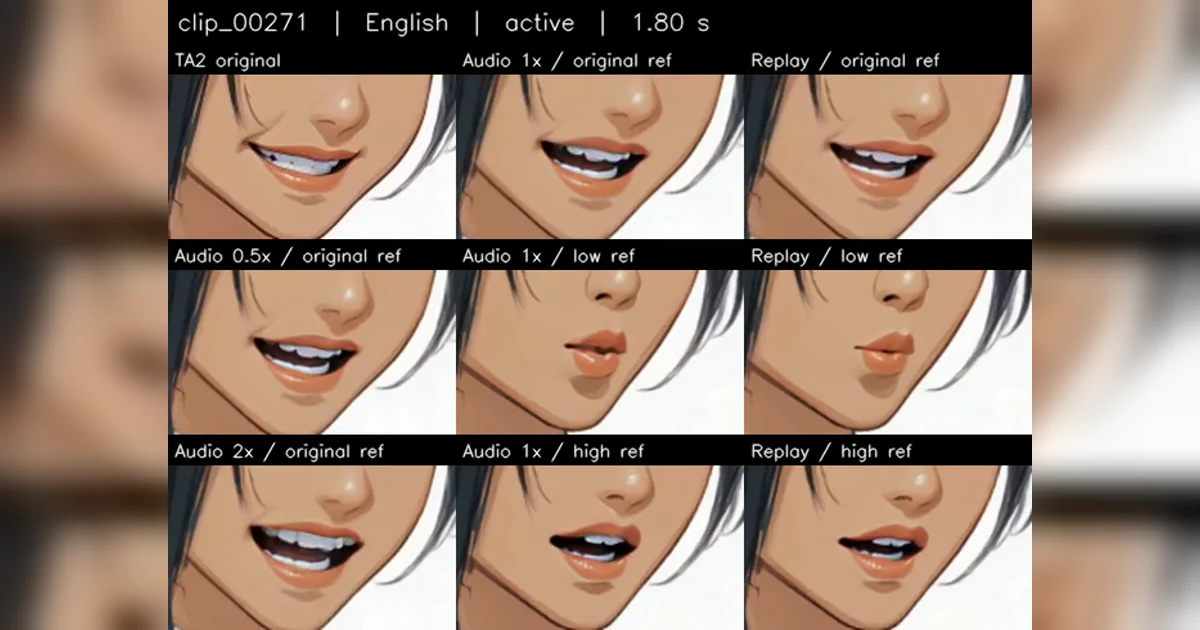 clip_00271 | English | active | 1.80 s
TA2 original
Audio 1x / original ref
Replay / original ref
Audio 0.5x / original ref
Audio 1x / low ref
Replay / low ref
Audio 2x / original ref
Audio 1x / high ref
Replay / high ref